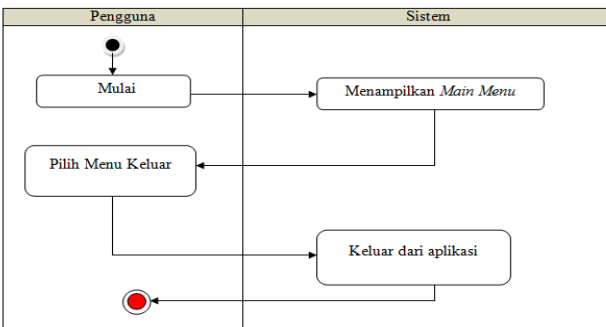 Pengguna
Sistem
Mulai
Menampilkan Main Menu
Pilih Menu Keluar
Keluar dari aplikasi